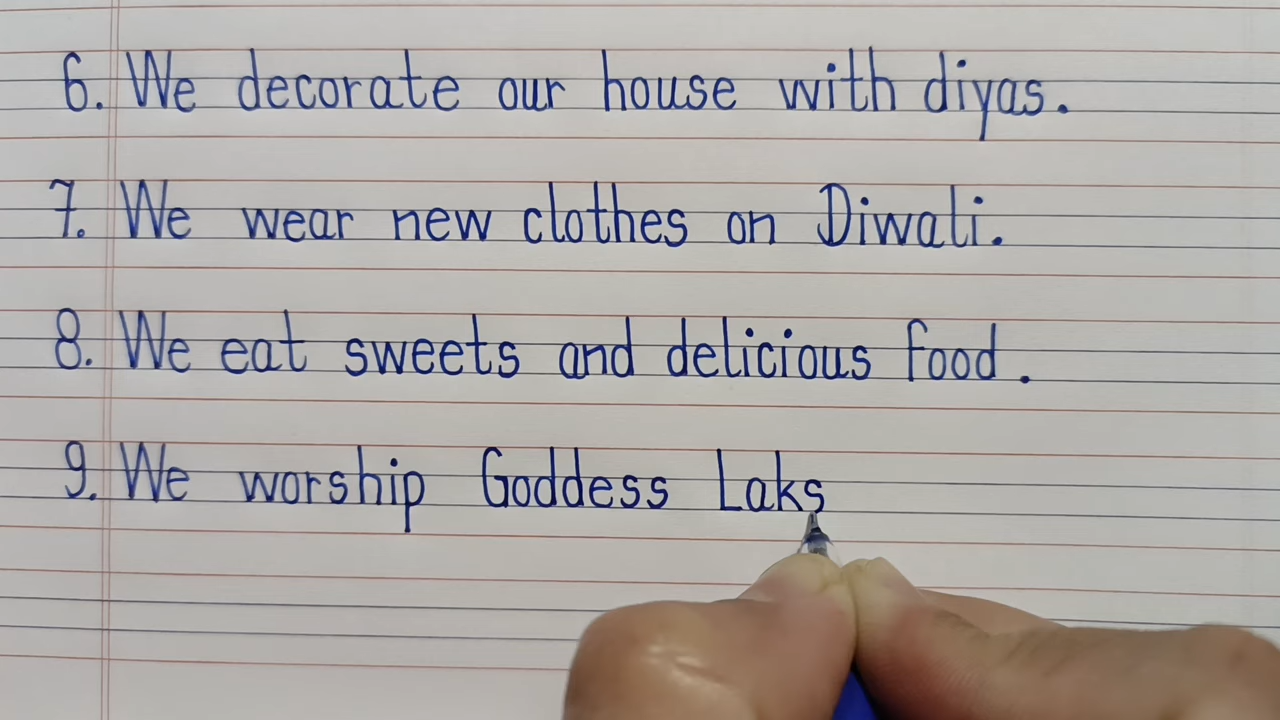 6. We decorate our house with diyas.
7. We wear new clothes on Diwali.
8. We eat sweets and delicious food.
9. We worship Goddess Laks